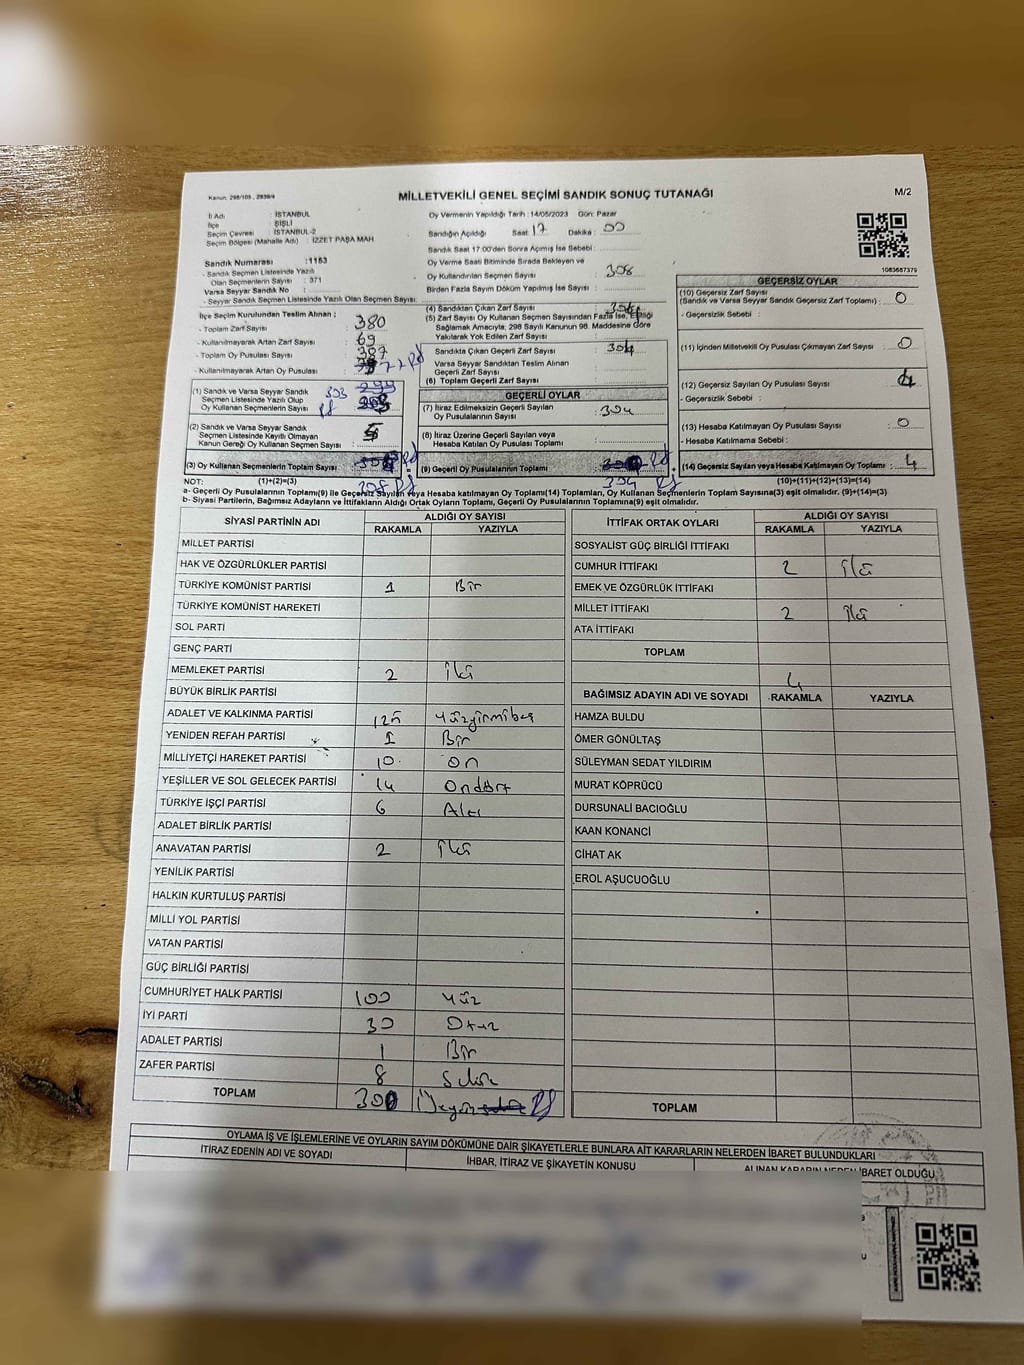 Kanun: 298/105 , 2839/4
MİLLETVEKİLİ GENEL SEÇİMİ SANDIK SONUÇ TUTANAĞI
M/2
İl Adı : İSTANBUL
İlçe : ŞİŞLİ
Seçim Çevresi : İSTANBUL-2
Seçim Bölgesi (Mahalle Adı) : İZZET PAŞA MAH
Sandık Numarası : 1153
- Sandık Seçmen Listesinde Yazılı
Olan Seçmenlerin Sayısı : 371
Varsa Seyyar Sandık No :
- Seyyar Sandık Seçmen Listesinde Yazılı Olan Seçmen Sayısı:
Oy Vermenin Yapıldığı Tarih : 14/05/2023 Gün: Pazar
Sandığın Açıldığı Saat : 17 Dakika : 00
Sandık Saat 17:00'den Sonra Açılmış İse Sebebi :
Oy Verme Saati Bitiminde Sırada Bekleyen ve
Oy Kullandırılan Seçmen Sayısı : 308
Birden Fazla Sayım Döküm Yapılmış İse Sayısı :
1083687379
İlçe Seçim Kurulundan Teslim Alınan ;
- Toplam Zarf Sayısı : 380
- Kullanılmayarak Artan Zarf Sayısı : 69
- Toplam Oy Pusulası Sayısı : 387
- Kullanılmayarak Artan Oy Pusulası :
(1) Sandık ve Varsa Seyyar Sandık
Seçmen Listesinde Yazılı Olup
Oy Kullanan Seçmenlerin Sayısı : 303
(2) Sandık ve Varsa Seyyar Sandık
Seçmen Listesinde Kayıtlı Olmayan
Kanun Gereği Oy Kullanan Seçmen Sayısı : 5
(3) Oy Kullanan Seçmenlerin Toplam Sayısı : 308
(4) Sandıktan Çıkan Zarf Sayısı : 304
(5) Zarf Sayısı Oy Kullanan Seçmen Sayısından Fazla İse, Eşitliği
Sağlamak Amacıyla; 298 Sayılı Kanunun 98. Maddesine Göre
Yakılarak Yok Edilen Zarf Sayısı :
Sandıkta Çıkan Geçerli Zarf Sayısı : 304
Varsa Seyyar Sandıktan Teslim Alınan
Geçerli Zarf Sayısı
(6) Toplam Geçerli Zarf Sayısı
GEÇERLİ OYLAR
(7) İtiraz Edilmeksizin Geçerli Sayılan
Oy Pusulalarının Sayısı : 304
(8) İtiraz Üzerine Geçerli Sayılan veya
Hesaba Katılan Oy Pusulası Toplamı :
(9) Geçerli Oy Pusulalarının Toplamı : 304
GEÇERSİZ OYLAR
(10) Geçersiz Zarf Sayısı
(Sandık ve Varsa Seyyar Sandık Geçersiz Zarf Toplamı) : 0
- Geçersizlik Sebebi :
(11) İçinden Milletvekili Oy Pusulası Çıkmayan Zarf Sayısı : 0
(12) Geçersiz Sayılan Oy Pusulası Sayısı : 4
- Geçersizlik Sebebi :
(13) Hesaba Katılmayan Oy Pusulası Sayısı : 0
- Hesaba Katılmama Sebebi :
(14) Geçersiz Sayılan veya Hesaba Katılmayan Oy Toplamı : 4
NOT: (1)+(2)=(3) (10)+(11)+(12)+(13)=(14)
a- Geçerli Oy Pusulalarının Toplamı(9) ile Geçersiz Sayılan veya Hesaba katılmayan Oy Toplamı(14) Toplamları, Oy Kullanan Seçmenlerin Toplam Sayısına(3) eşit olmalıdır. (9)+(14)=(3)
b- Siyasi Partilerin, Bağımsız Adayların ve İttifakların Aldığı Ortak Oyların Toplamı, Geçerli Oy Pusulalarının Toplamına(9) eşit olmalıdır.
SİYASİ PARTİNİN ADI ALDIĞI OY SAYISI
RAKAMLA YAZIYLA
MİLLET PARTİSİ
HAK VE ÖZGÜRLÜKLER PARTİSİ
TÜRKİYE KOMÜNİST PARTİSİ 1 Bir
TÜRKİYE KOMÜNİST HAREKETİ
SOL PARTİ
GENÇ PARTİ
MEMLEKET PARTİSİ 2 İki
BÜYÜK BİRLİK PARTİSİ
ADALET VE KALKINMA PARTİSİ 125 Yüzyirmibeş
YENİDEN REFAH PARTİSİ 1 Bir
MİLLİYETÇİ HAREKET PARTİSİ 10 on
YEŞİLLER VE SOL GELECEK PARTİSİ 14 Ondört
TÜRKİYE İŞÇİ PARTİSİ 6 Altı
ADALET BİRLİK PARTİSİ
ANAVATAN PARTİSİ 2 İki
YENİLİK PARTİSİ
HALKIN KURTULUŞ PARTİSİ
MİLLİ YOL PARTİSİ
VATAN PARTİSİ
GÜÇ BİRLİĞİ PARTİSİ
CUMHURİYET HALK PARTİSİ 100 Yüz
İYİ PARTİ 30 Otuz
ADALET PARTİSİ 1 Bir
ZAFER PARTİSİ 8 Sekiz
TOPLAM 300 Üçyüz
İTTİFAK ORTAK OYLARI ALDIĞI OY SAYISI
RAKAMLA YAZIYLA
SOSYALİST GÜÇ BİRLİĞİ İTTİFAKI
CUMHUR İTTİFAKI 2 İki
EMEK VE ÖZGÜRLÜK İTTİFAKI
MİLLET İTTİFAKI 2 İki
ATA İTTİFAKI
TOPLAM 4
BAĞIMSIZ ADAYIN ADI VE SOYADI RAKAMLA YAZIYLA
HAMZA BULDU
ÖMER GÖNÜLTAŞ
SÜLEYMAN SEDAT YILDIRIM
MURAT KÖPRÜCÜ
DURSUNALİ BACIOĞLU
KAAN KONANCİ
CİHAT AK
EROL AŞUCUOĞLU
TOPLAM
OYLAMA İŞ VE İŞLEMLERİNE VE OYLARIN SAYIM DÖKÜMÜNE DAİR ŞİKAYETLERLE BUNLARA AİT KARARLARIN NELERDEN İBARET BULUNDUKLARI
İTİRAZ EDENİN ADI VE SOYADI İHBAR, İTİRAZ VE ŞİKAYETİN KONUSU ALINAN KARARIN NEDEN İBARET OLDUĞU